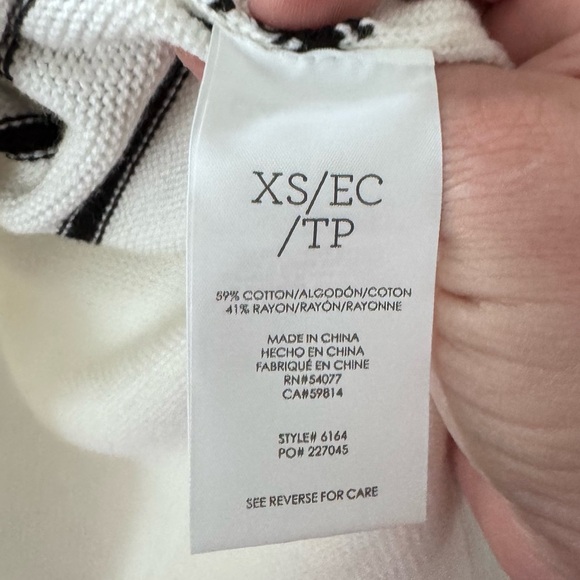 XS/EC
/TP
59% COTTON/ALGODÓN/COTON
41% RAYON/RAYÓN/RAYONNE
MADE IN CHINA
HECHO EN CHINA
FABRIQUÉ EN CHINE
RN#54077
CA#59814
STYLE# 6164
PO# 227045
SEE REVERSE FOR CARE